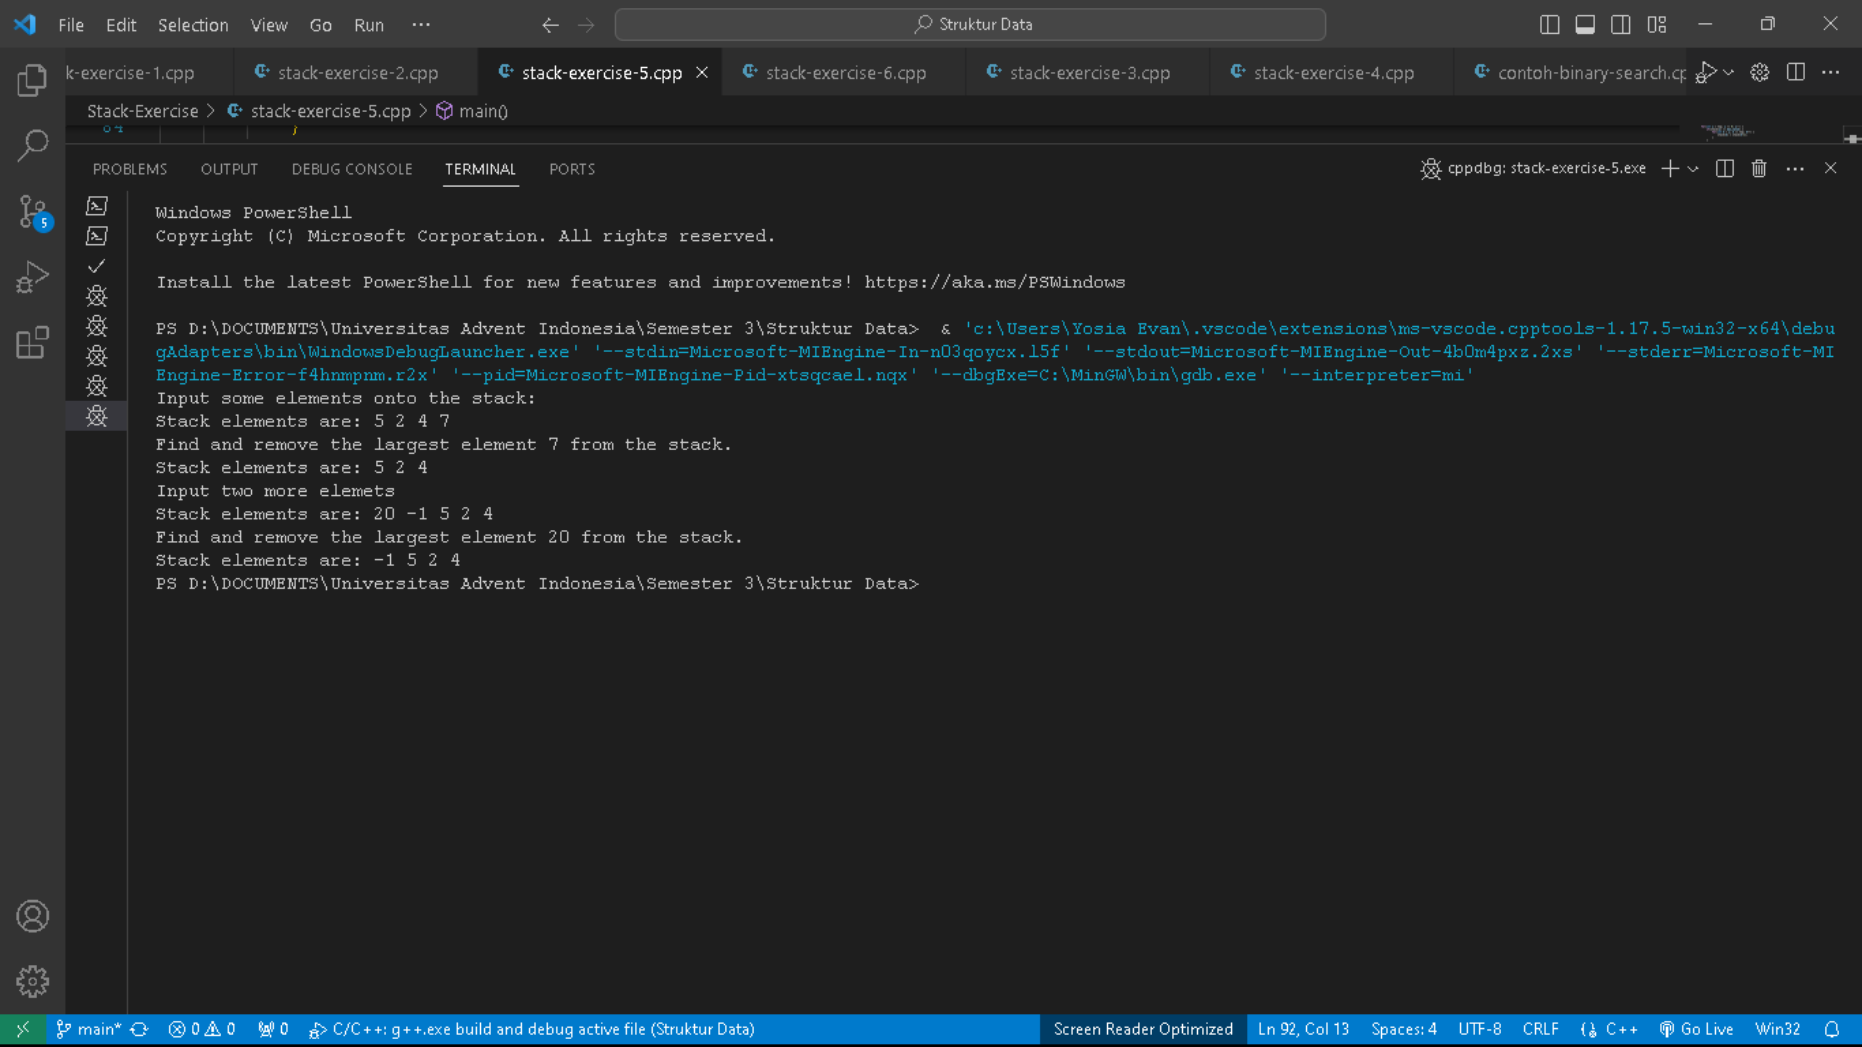 File Edit Selection View Go Run ··· Struktur Data
k-exercise-1.cpp stack-exercise-2.cpp stack-exercise-5.cpp stack-exercise-6.cpp stack-exercise-3.cpp stack-exercise-4.cpp contoh-binary-search.cp
Stack-Exercise > stack-exercise-5.cpp > main()
}
PROBLEMS OUTPUT DEBUG CONSOLE TERMINAL PORTS cppdbg: stack-exercise-5.exe
Windows PowerShell
Copyright (C) Microsoft Corporation. All rights reserved.
Install the latest PowerShell for new features and improvements! https://aka.ms/PSWindows
PS D:\DOCUMENTS\Universitas Advent Indonesia\Semester 3\Struktur Data>  & 'c:\Users\Yosia Evan\.vscode\extensions\ms-vscode.cpptools-1.17.5-win32-x64\debu
gAdapters\bin\WindowsDebugLauncher.exe' '--stdin=Microsoft-MIEngine-In-n03qoycx.l5f' '--stdout=Microsoft-MIEngine-Out-4b0m4pxz.2xs' '--stderr=Microsoft-MI
Engine-Error-f4hnmpnm.r2x' '--pid=Microsoft-MIEngine-Pid-xtsqcael.nqx' '--dbgExe=C:\MinGW\bin\gdb.exe' '--interpreter=mi'
Input some elements onto the stack:
Stack elements are: 5 2 4 7
Find and remove the largest element 7 from the stack.
Stack elements are: 5 2 4
Input two more elemets
Stack elements are: 20 -1 5 2 4
Find and remove the largest element 20 from the stack.
Stack elements are: -1 5 2 4
PS D:\DOCUMENTS\Universitas Advent Indonesia\Semester 3\Struktur Data>
5
main* 0 0 0 C/C++: g++.exe build and debug active file (Struktur Data) Screen Reader Optimized Ln 92, Col 13 Spaces: 4 UTF-8 CRLF C++ Go Live Win32